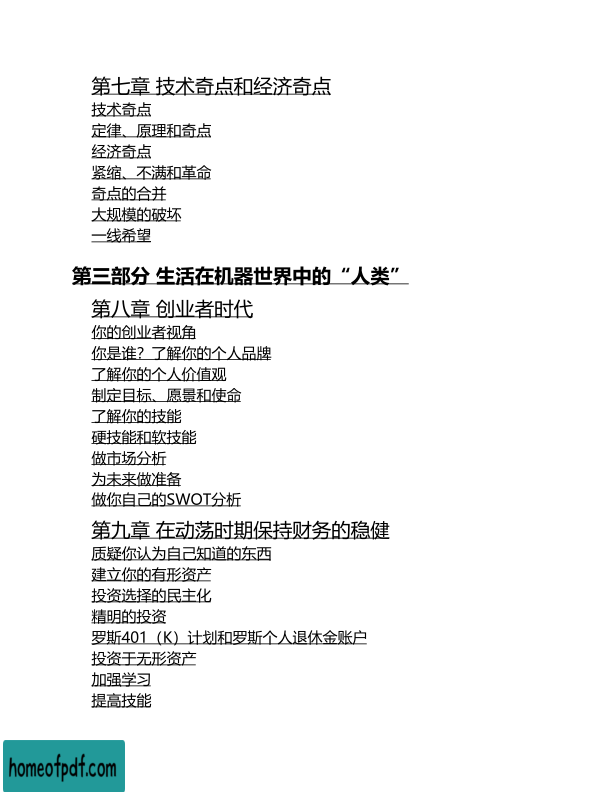 第七章 技术奇点和经济奇点
技术奇点
定律、原理和奇点
经济奇点
紧缩、不满和革命
奇点的合并
大规模的破坏
一线希望
第三部分 生活在机器世界中的“人类”
第八章 创业者时代
你的创业者视角
你是谁？了解你的个人品牌
了解你的个人价值观
制定目标、愿景和使命
了解你的技能
硬技能和软技能
做市场分析
为未来做准备
做你自己的SWOT分析
第九章 在动荡时期保持财务的稳健
质疑你认为自己知道的东西
建立你的有形资产
投资选择的民主化
精明的投资
罗斯401（K）计划和罗斯个人退休金账户
投资于无形资产
加强学习
提高技能
homeofpdf.com